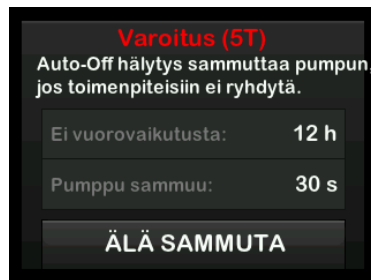 Varoitus (5T)
Auto-Off hälytys sammuttaa pumpun,
jos toimenpiteisiin ei ryhdytä.
Ei vuorovaikutusta: 12 h
Pumppu sammuu: 30 s
ÄLÄ SAMMUTA